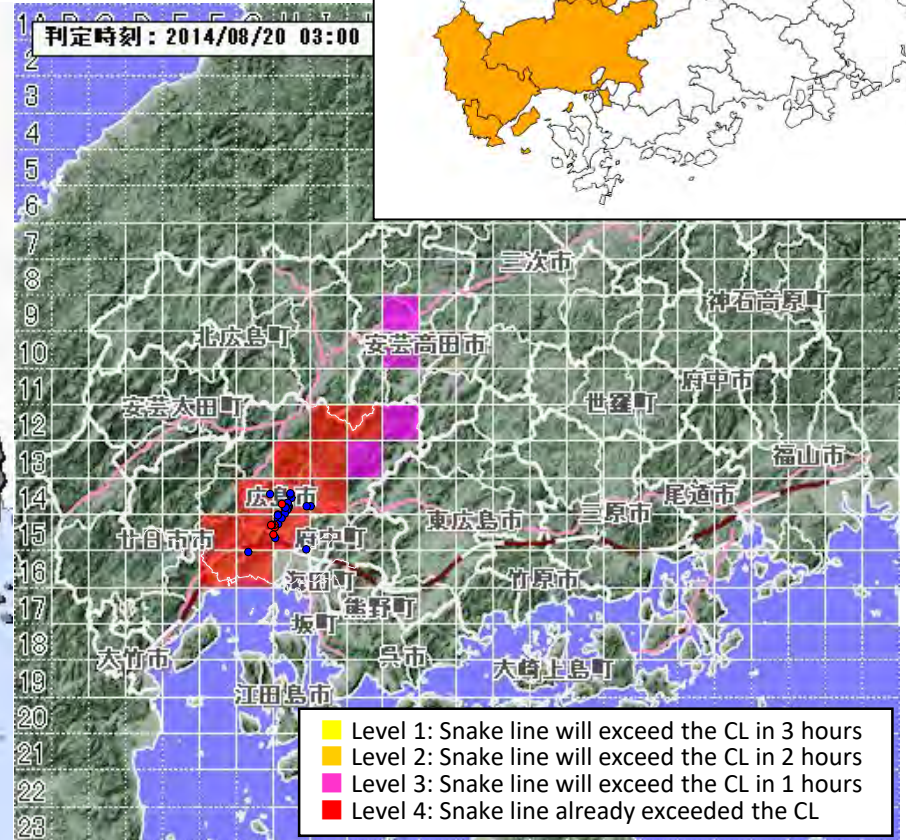 判定時刻：2014/08/20 03:00
1
2
3
4
5
6
7
8
9
10
11
12
13
14
15
16
17
18
19
20
21
22
23
三次市
神石高原町
北広島町
安芸高田市
府中市
安芸太田町
世羅町
福山市
広島市
尾道市
廿日市市
府中町
東広島市
三原市
海田町
竹原市
熊野町
坂町
大竹市
呉市
大崎上島町
江田島市
Level 1: Snake line will exceed the CL in 3 hours
Level 2: Snake line will exceed the CL in 2 hours
Level 3: Snake line will exceed the CL in 1 hours
Level 4: Snake line already exceeded the CL